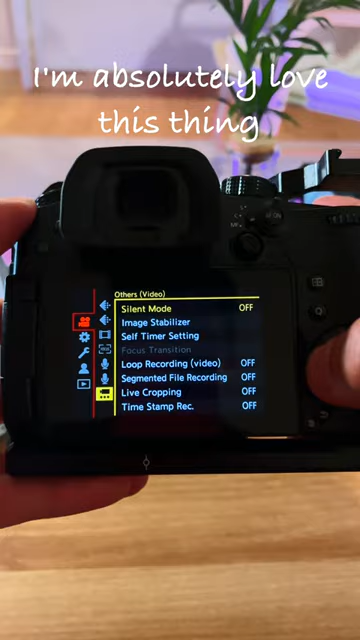 I'm absolutely love
this thing
Others (Video)
Silent Mode OFF
Image Stabilizer
Self Timer Setting
Focus Transition
Loop Recording (video) OFF
Segmented File Recording OFF
Live Cropping OFF
Time Stamp Rec. OFF